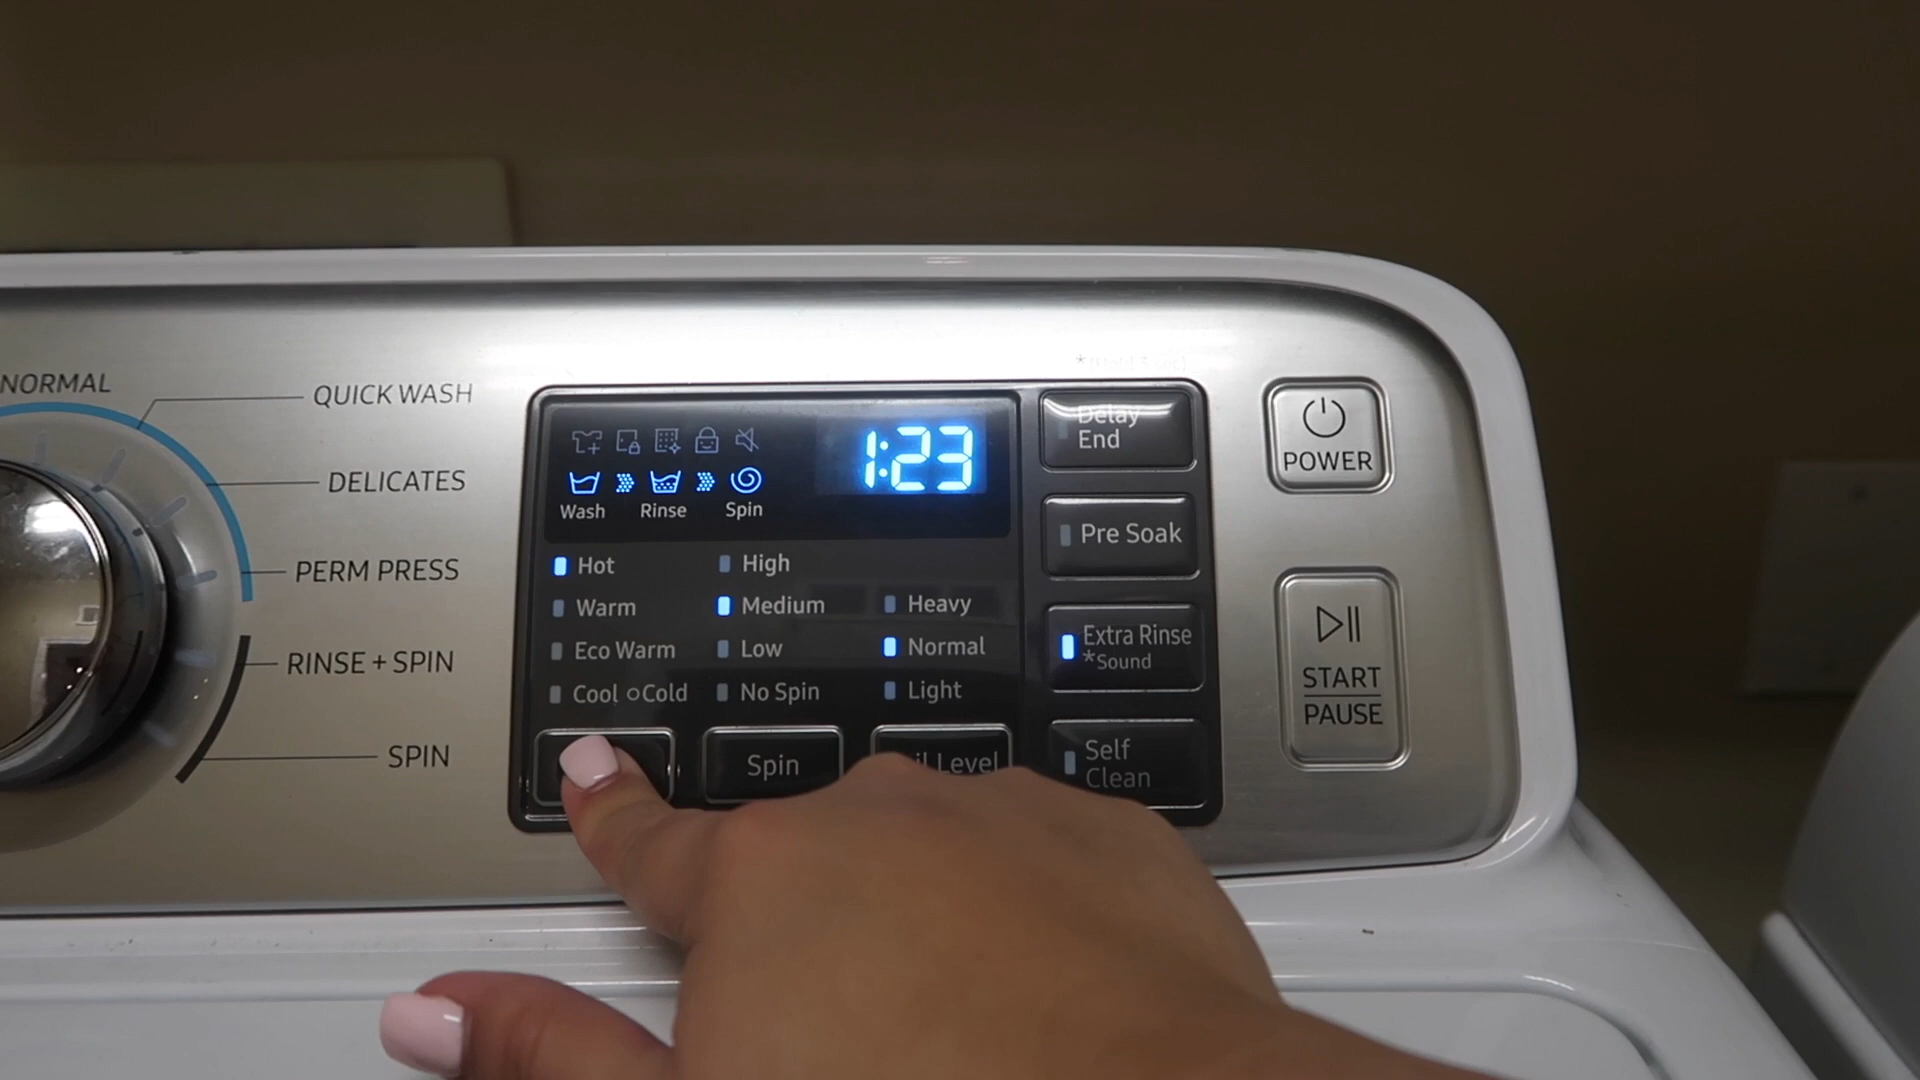 NORMAL
QUICK WASH
DELICATES
PERM PRESS
RINSE + SPIN
SPIN
1:23
Wash Rinse Spin
Hot High
Warm Medium Heavy
Eco Warm Low Normal
Cool Cold No Spin Light
Spin Level
Delay
End
Pre Soak
Extra Rinse
*Sound
Self
Clean
POWER
START
PAUSE